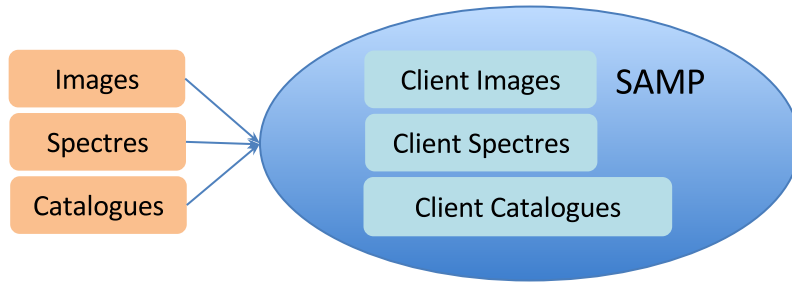 Images
Spectres
Catalogues
Client Images
SAMP
Client Spectres
Client Catalogues